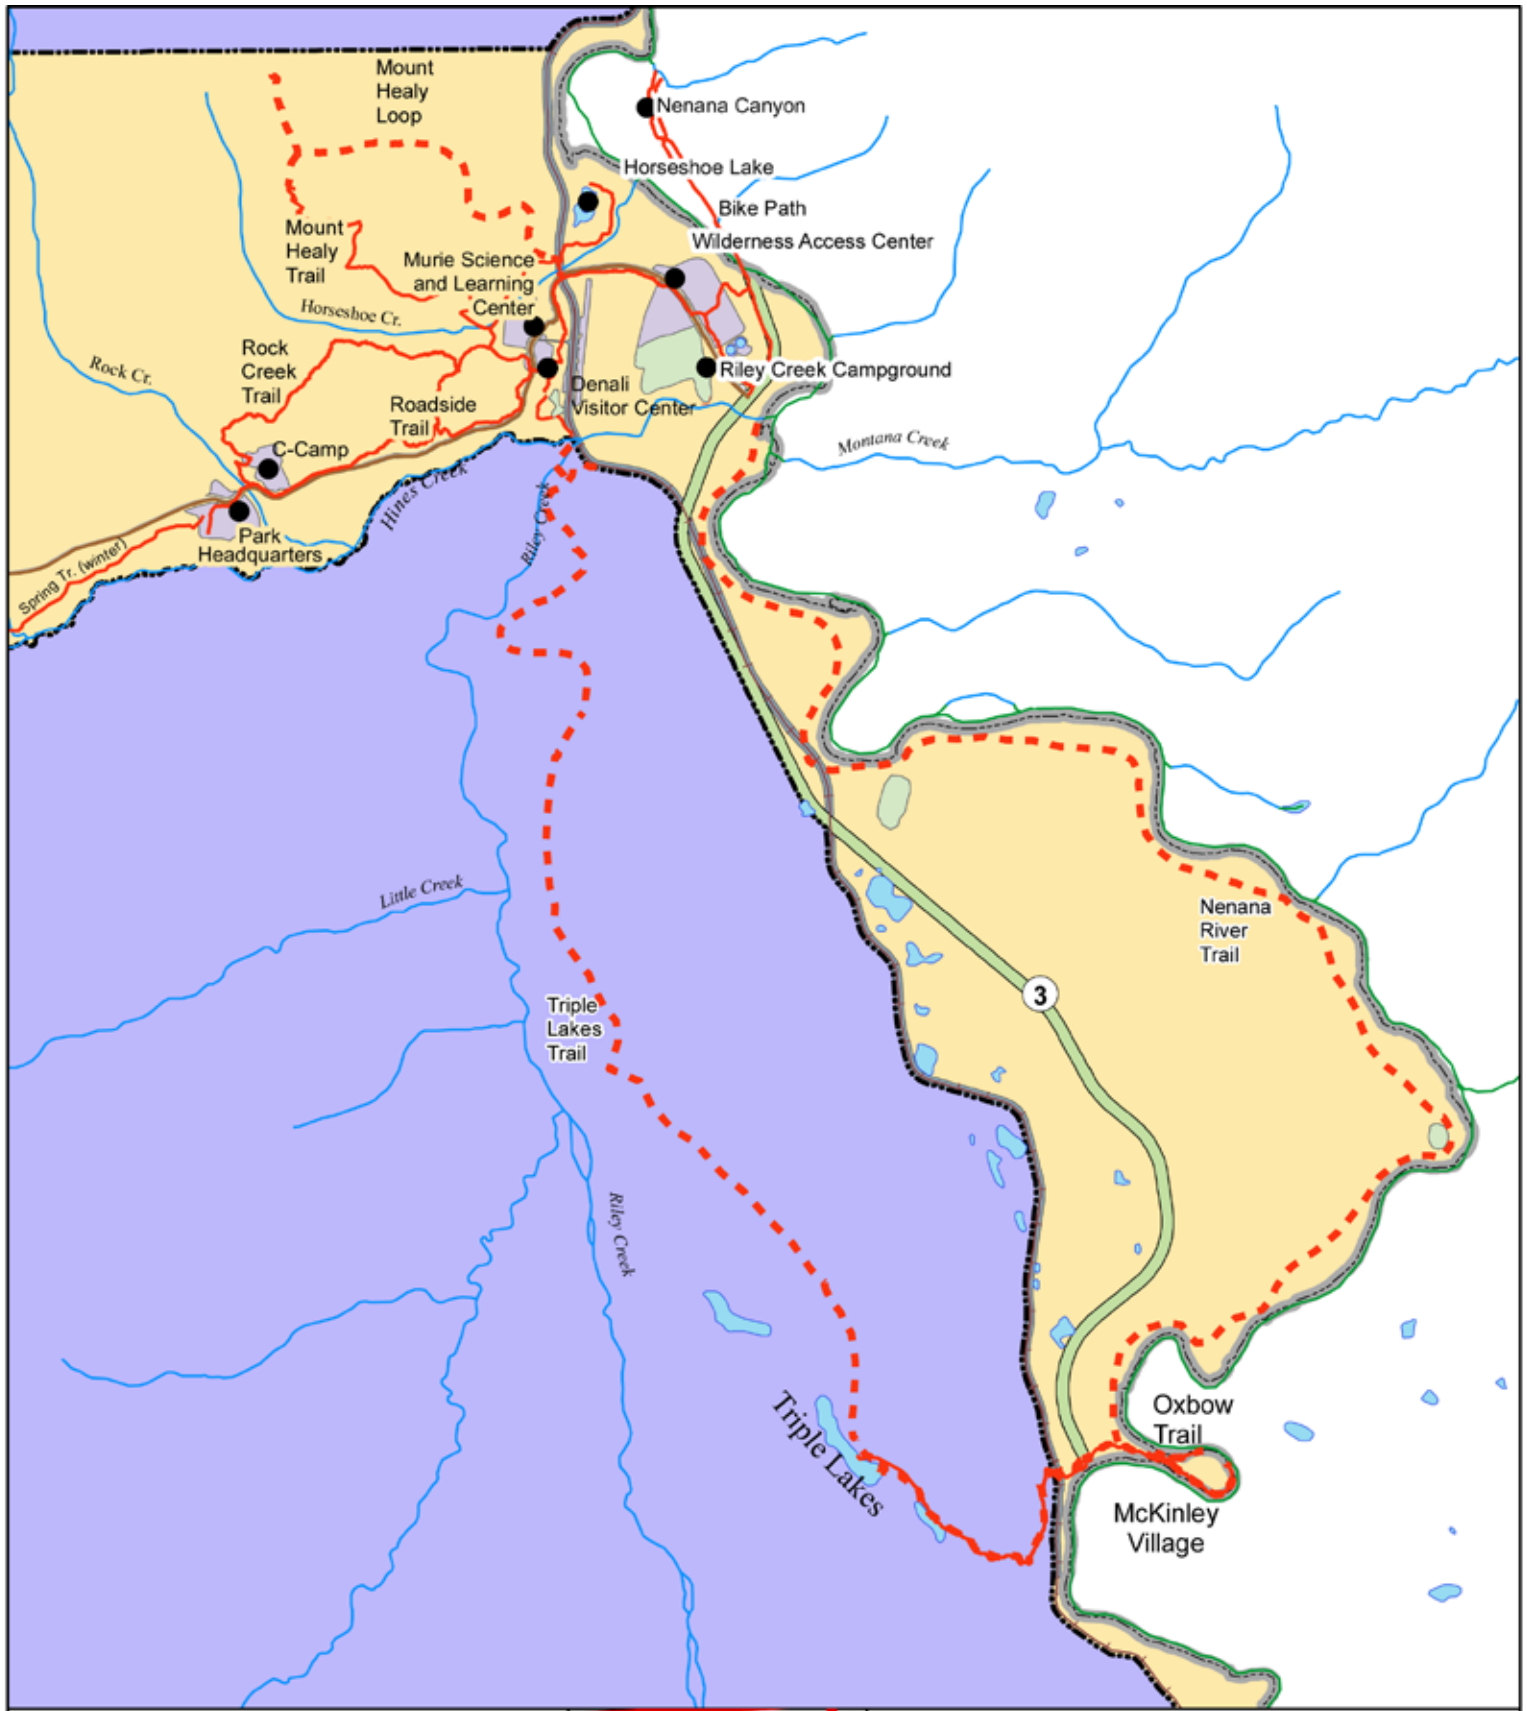 Mount
Healy
Loop
Nenana Canyon
Horseshoe Lake
Bike Path
Mount
Healy
Trail
Wilderness Access Center
Murie Science
and Learning
Center
Horseshoe Cr.
Rock Cr.
Rock
Creek
Trail
Riley Creek Campground
Denali
Visitor Center
Roadside
Trail
Montana Creek
C-Camp
Hines Creek
Riley Creek
Park
Headquarters
Spring Tr. (winter)
Little Creek
Nenana
River
Trail
3
Triple
Lakes
Trail
Riley Creek
Triple Lakes
Oxbow
Trail
McKinley
Village